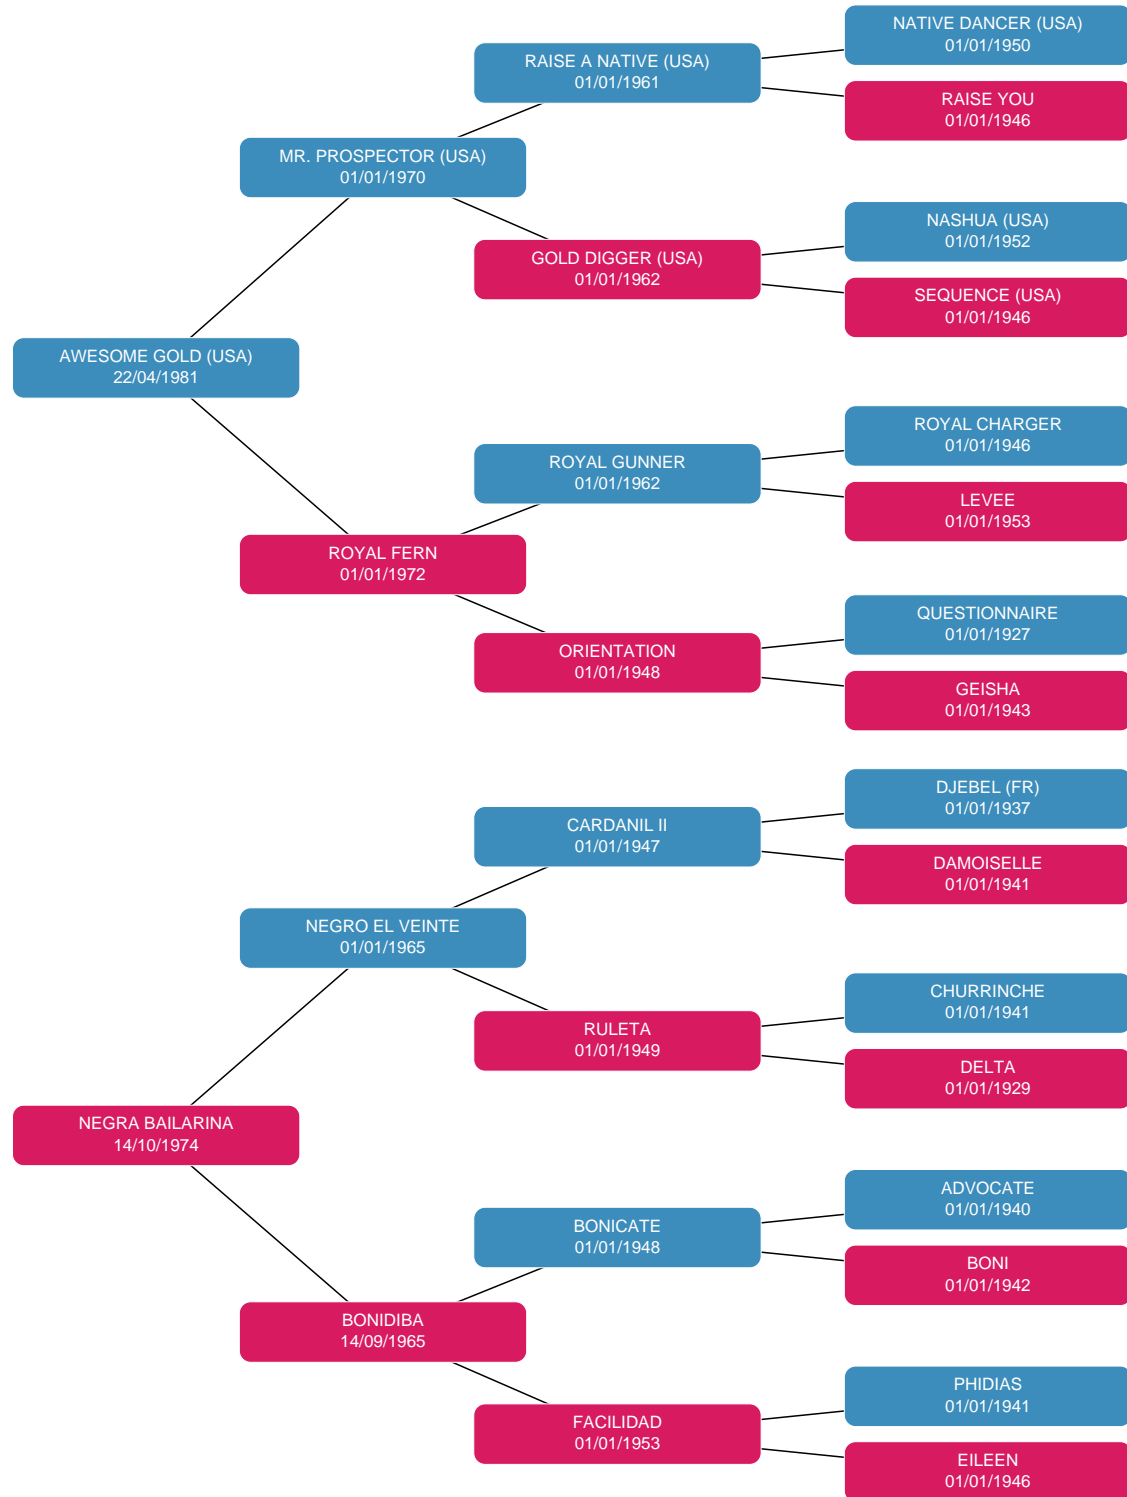 NATIVE DANCER (USA)
01/01/1950
RAISE A NATIVE (USA)
01/01/1961
RAISE YOU
01/01/1946
MR. PROSPECTOR (USA)
01/01/1970
NASHUA (USA)
01/01/1952
GOLD DIGGER (USA)
01/01/1962
SEQUENCE (USA)
01/01/1946
AWESOME GOLD (USA)
22/04/1981
ROYAL CHARGER
01/01/1946
ROYAL GUNNER
01/01/1962
LEVEE
01/01/1953
ROYAL FERN
01/01/1972
QUESTIONNAIRE
01/01/1927
ORIENTATION
01/01/1948
GEISHA
01/01/1943
DJEBEL (FR)
01/01/1937
CARDANIL II
01/01/1947
DAMOISELLE
01/01/1941
NEGRO EL VEINTE
01/01/1965
CHURRINCHE
01/01/1941
RULETA
01/01/1949
DELTA
01/01/1929
NEGRA BAILARINA
14/10/1974
ADVOCATE
01/01/1940
BONICATE
01/01/1948
BONI
01/01/1942
BONIDIBA
14/09/1965
PHIDIAS
01/01/1941
FACILIDAD
01/01/1953
EILEEN
01/01/1946